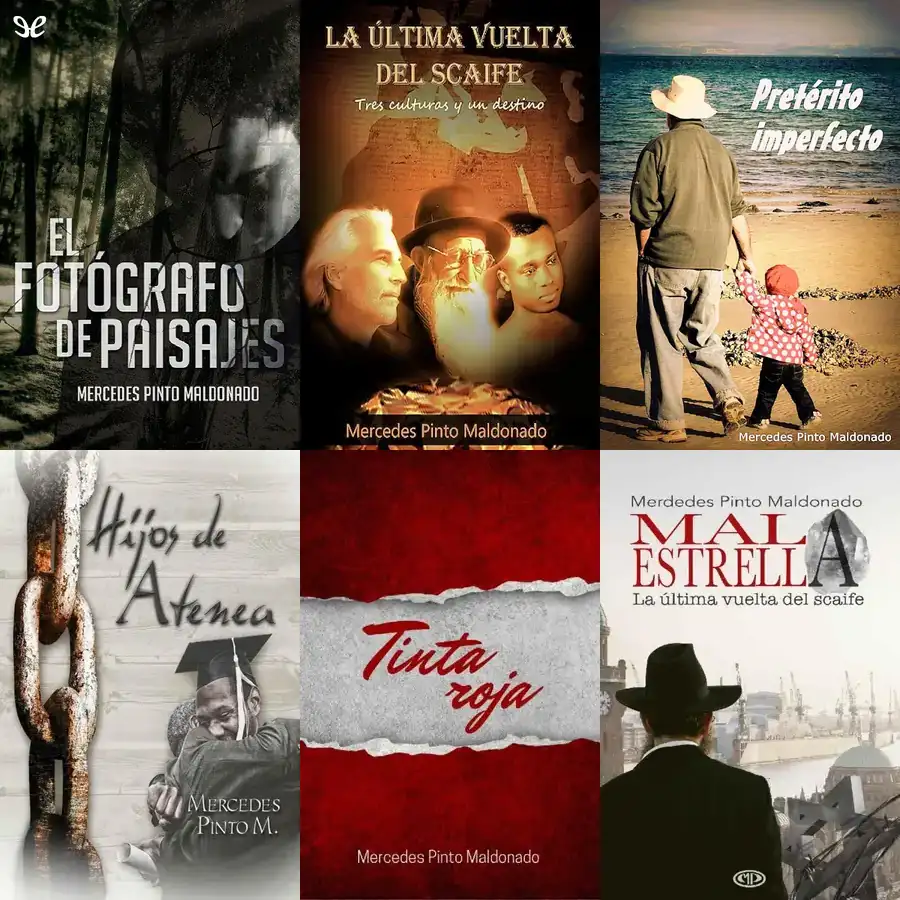 EL
FOTÓGRAFO
DE PAISAJES
MERCEDES PINTO MALDONADO
LA ÚLTIMA VUELTA
DEL SCAIFE
Tres culturas y un destino
Mercedes Pinto Maldonado
Pretérito
imperfecto
Mercedes Pinto Maldonado
Hijos de
Atenea
MERCEDES
PINTO M.
Tinta
roja
Mercedes Pinto Maldonado
Merdedes Pinto Maldonado
MALA
ESTRELLA
La última vuelta del scaife
MP